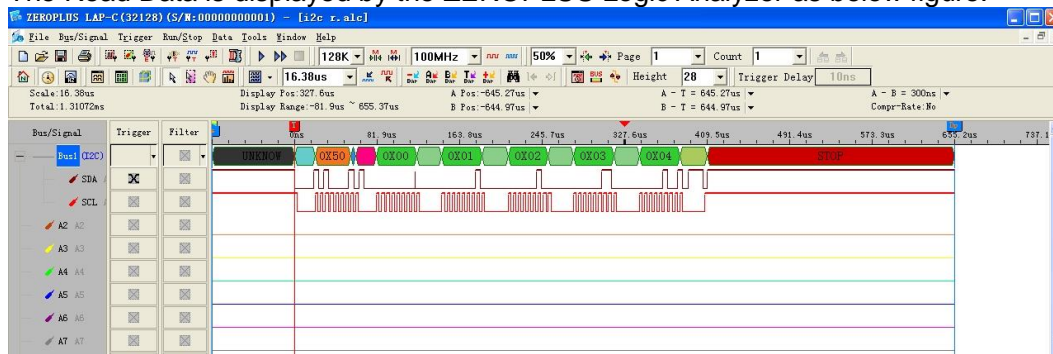 The Read Data is displayed by the ZEROPLUS Logic Analyzer as below figure.
ZEROPLUS LAP-C(32128) (S/N:00000000001) - [i2c r.alc]
File Bus/Signal Trigger Run/Stop Data Tools Window Help
128K 100MHz 50% Page 1 Count 1
16.38us Height 28 Trigger Delay 10ns
Scale:16.38us Display Pos:327.6us A Pos:-645.27us A - T = 645.27us A - B = 300ns
Total:1.31072ms Display Range:-81.9us ~ 655.37us B Pos:-644.97us B - T = 644.97us Compr-Rate:No
Bus/Signal Trigger Filter 0ns 81.9us 163.8us 245.7us 327.6us 409.5us 491.4us 573.3us 655.2us 737.1
Bus1 (I2C) UNKNOW 0X50 0X00 0X01 0X02 0X03 0X04 STOP
SDA
SCL
A2 A2
A3 A3
A4 A4
A5 A5
A6 A6
A7 A7